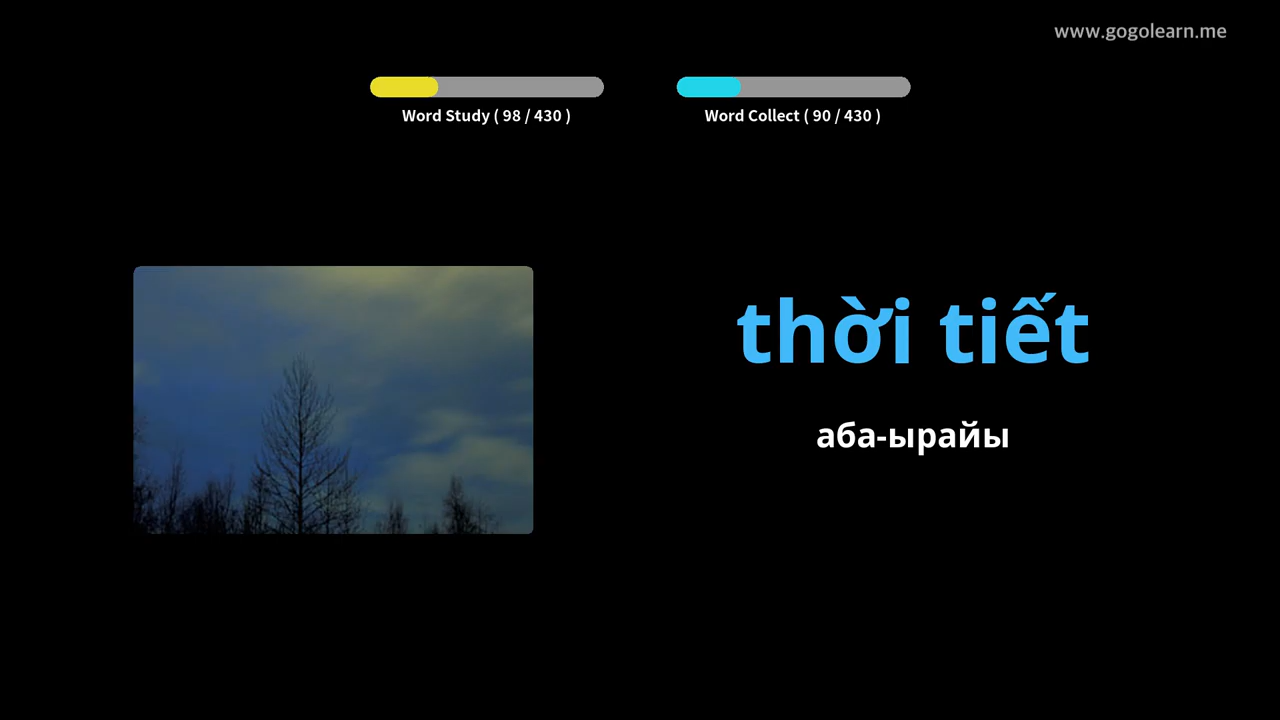 www.gogolearn.me
Word Study ( 98 / 430 )
Word Collect ( 90 / 430 )
thời tiết
аба-ырайы